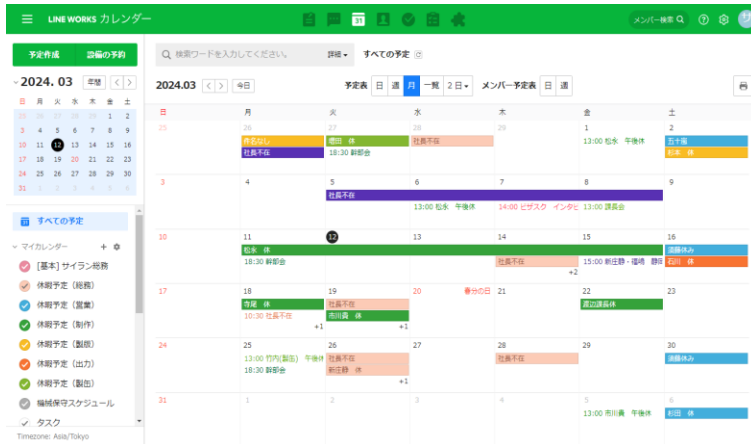 LINE WORKS カレンダー
メンバー検索
予定作成 設備の予約
検索ワードを入力してください。 詳細 すべての予定
2024. 03 年間 < >
2024.03 < > 今日 予定表 日 週 月 一覧 2日 メンバー予定表 日 週
日 月 火 水 木 金 土
25 26 27 28 29 1 2
3 4 5 6 7 8 9
10 11 12 13 14 15 16
17 18 19 20 21 22 23
24 25 26 27 28 29 30
31 1 2 3 4 5 6
すべての予定
マイカレンダー
[基本] サイラン総務
休暇予定（総務）
休暇予定（営業）
休暇予定（制作）
休暇予定（製版）
休暇予定（出力）
休暇予定（製缶）
機械保守スケジュール
タスク
Timezone: Asia/Tokyo
日 月 火 水 木 金 土
25 26 27 28 29 1 2
件名なし 増田 休 社長不在 13:00 松永 午後休 五十嵐
社長不在 18:30 幹部会 杉本 休
3 4 5 6 7 8 9
社長不在
13:00 松永 午後休 14:00 ビザスク インタビ 13:00 課長会
10 11 12 13 14 15 16
松永 休 須藤休み
18:30 幹部会 社長不在 15:00 新庄静・福嶋 静岡 石川 休
+2
17 18 19 20 春分の日 21 22 23
寺尾 休 社長不在 渡辺課長休
10:30 社長不在 市川貴 休
+1 +1
24 25 26 27 28 29 30
13:00 竹内(製缶) 午後休 社長不在 社長不在 須藤休み
18:30 幹部会 新庄静 休
+1
31 1 2 3 4 5 6
13:00 市川貴 午後休 杉田 休